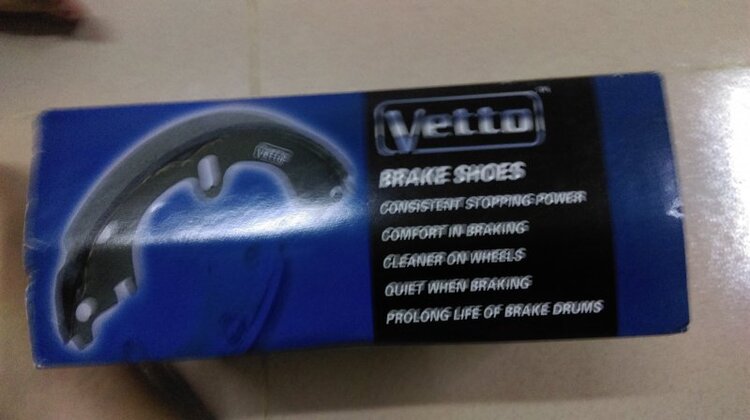 Vetto
Vetto
BRAKE SHOES
CONSISTENT STOPPING POWER
COMFORT IN BRAKING
CLEANER ON WHEELS
QUIET WHEN BRAKING
PROLONG LIFE OF BRAKE DRUMS